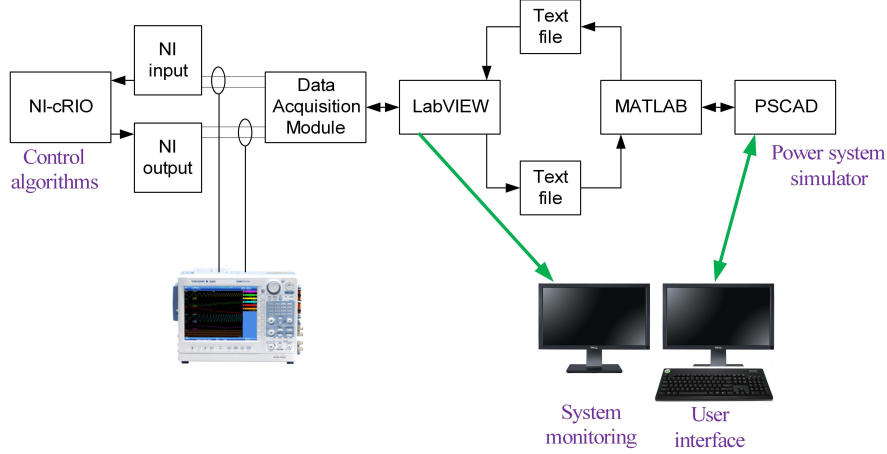 Text
file
NI
input
NI-cRIO
Data
Acquisition
Module
LabVIEW
MATLAB
PSCAD
NI
output
Control
algorithms
Text
file
Power system
simulator
System
monitoring
User
interface